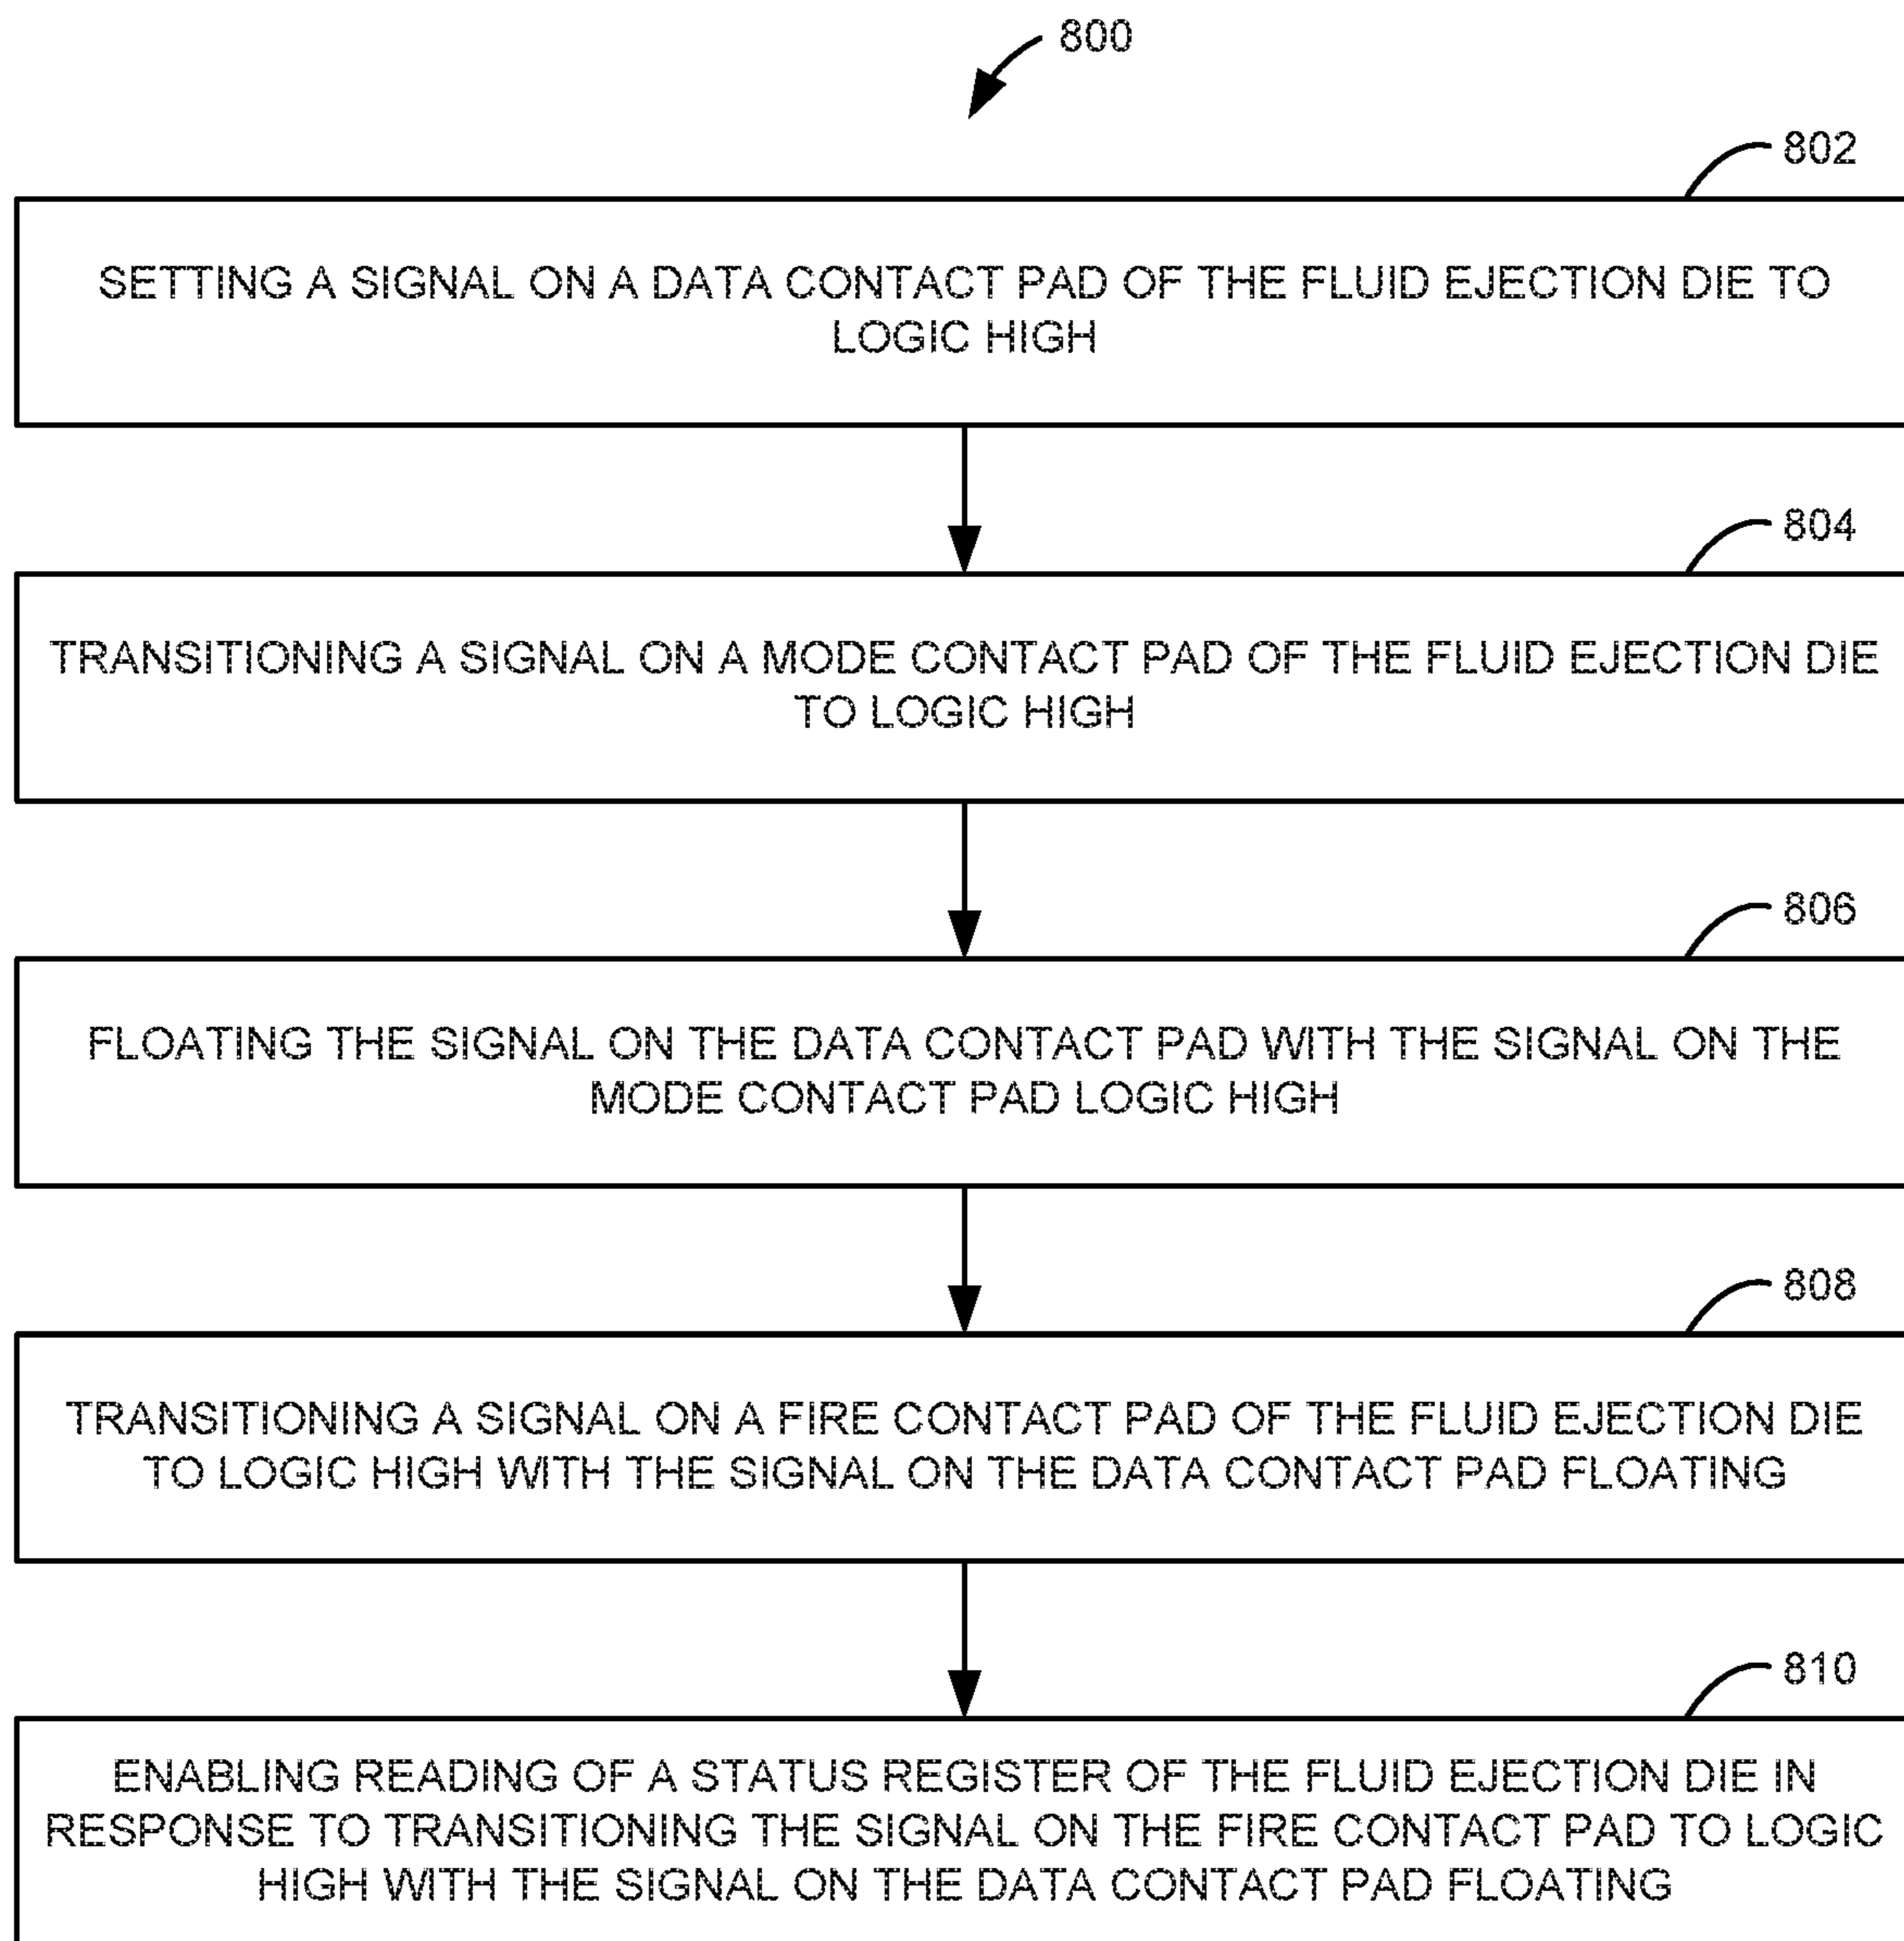 800
802
SETTING A SIGNAL ON A DATA CONTACT PAD OF THE FLUID EJECTION DIE TO
LOGIC HIGH
804
TRANSITIONING A SIGNAL ON A MODE CONTACT PAD OF THE FLUID EJECTION DIE
TO LOGIC HIGH
806
FLOATING THE SIGNAL ON THE DATA CONTACT PAD WITH THE SIGNAL ON THE
MODE CONTACT PAD LOGIC HIGH
808
TRANSITIONING A SIGNAL ON A FIRE CONTACT PAD OF THE FLUID EJECTION DIE
TO LOGIC HIGH WITH THE SIGNAL ON THE DATA CONTACT PAD FLOATING
810
ENABLING READING OF A STATUS REGISTER OF THE FLUID EJECTION DIE IN
RESPONSE TO TRANSITIONING THE SIGNAL ON THE FIRE CONTACT PAD TO LOGIC
HIGH WITH THE SIGNAL ON THE DATA CONTACT PAD FLOATING